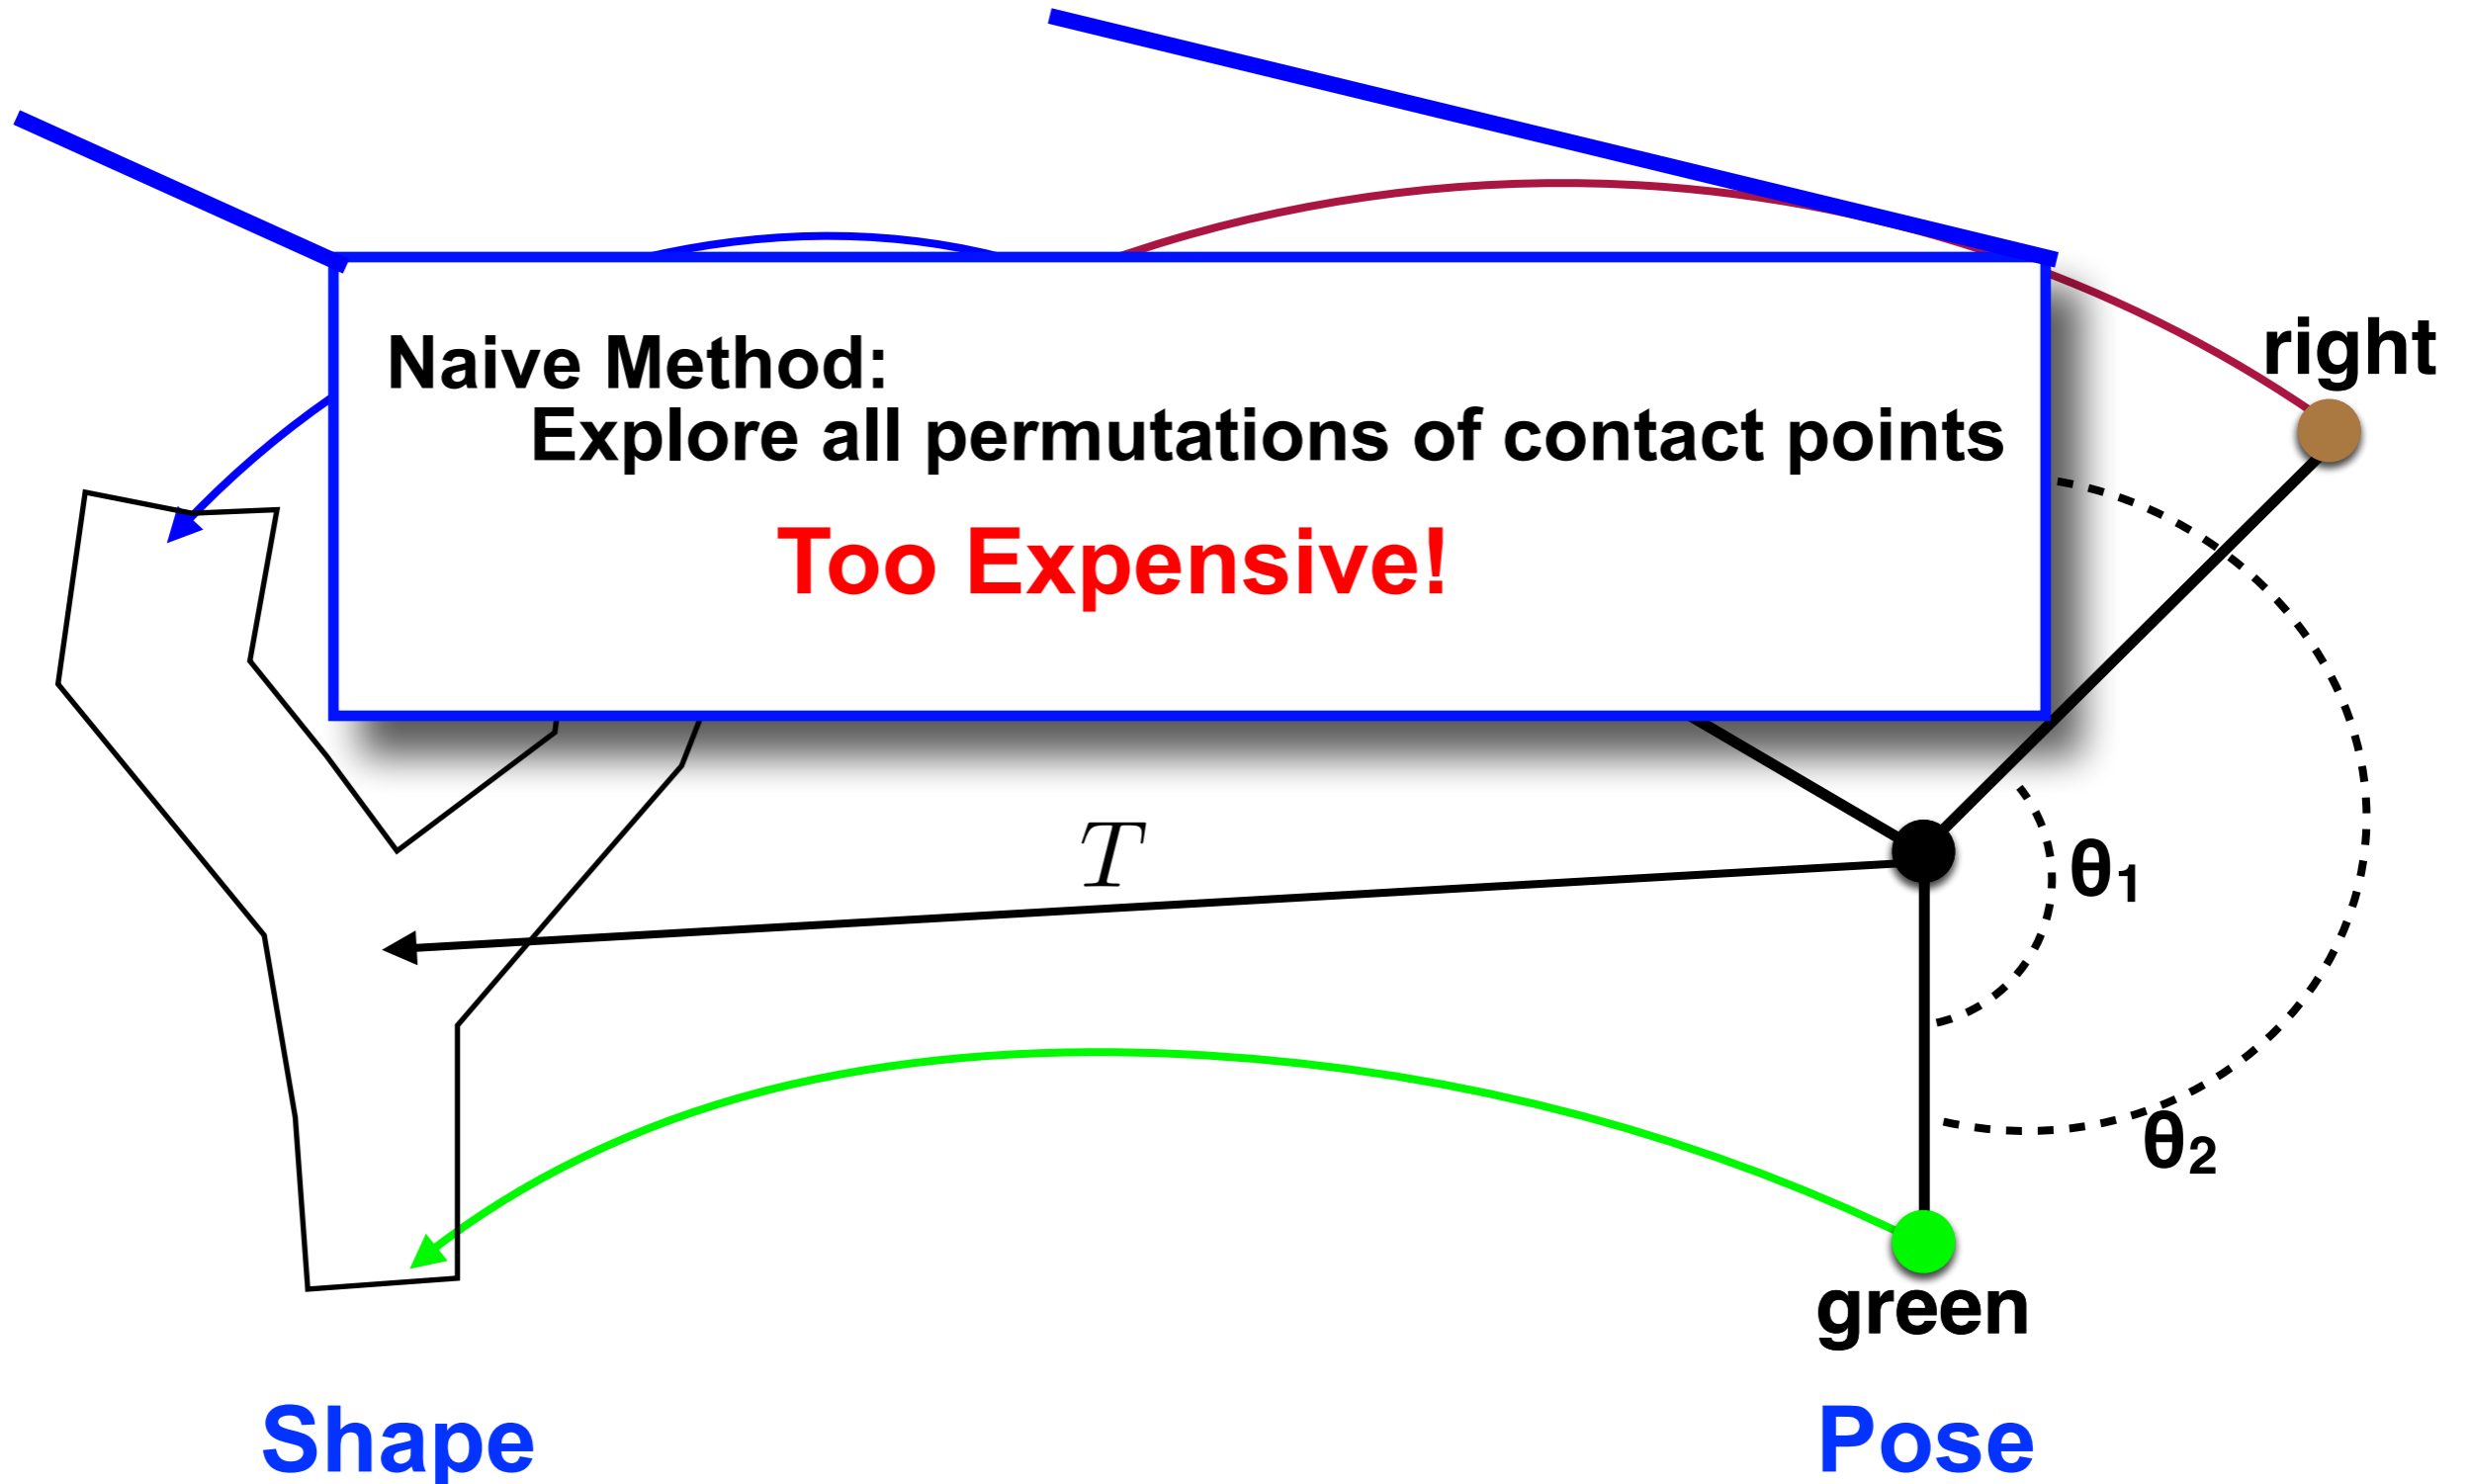 right
Naive Method:
Explore all permutations of contact points
Too Expensive!
T
θ1
θ2
green
Shape
Pose